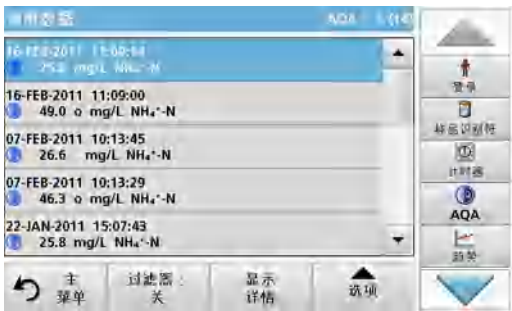 调用数据 AQA
16-FEB-2011 11:09:14
mg/L NH₄⁺-N
16-FEB-2011 11:09:00
49.0 o mg/L NH₄⁺-N
07-FEB-2011 10:13:45
26.6 mg/L NH₄⁺-N
07-FEB-2011 10:13:29
46.3 o mg/L NH₄⁺-N
22-JAN-2011 15:07:43
25.8 mg/L NH₄⁺-N
登录
样品识别符
计时器
AQA
趋势
主
菜单
过滤器:
关
显示
详情
选项